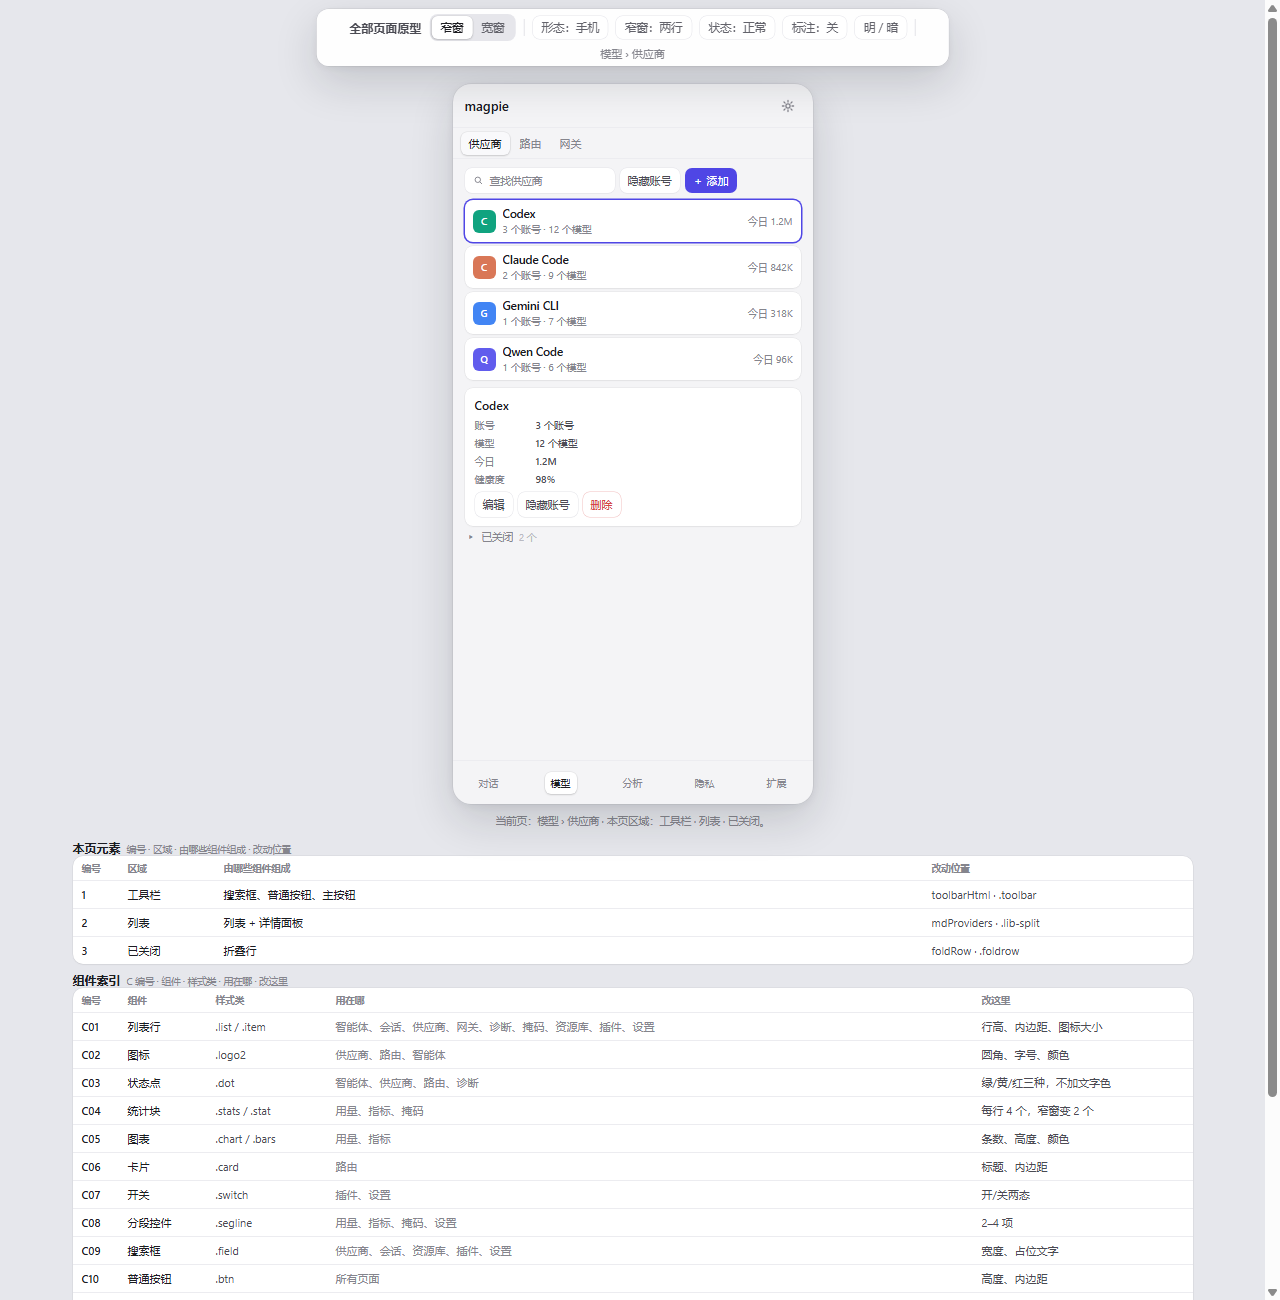 全部页面原型 窄窗 宽窗 形态：手机 窄窗：两行 状态：正常 标注：关 明 / 暗
模型 › 供应商
magpie
供应商 路由 网关
查找供应商 隐藏账号 + 添加
C Codex 今日 1.2M
3 个账号 · 12 个模型
C Claude Code 今日 842K
2 个账号 · 9 个模型
G Gemini CLI 今日 318K
1 个账号 · 7 个模型
Q Qwen Code 今日 96K
1 个账号 · 6 个模型
Codex
账号 3 个账号
模型 12 个模型
今日 1.2M
健康度 98%
编辑 隐藏账号 删除
▸ 已关闭 2 个
对话 模型 分析 隐私 扩展
当前页：模型 › 供应商 · 本页区域：工具栏 · 列表 · 已关闭。
本页元素 编号 · 区域 · 由哪些组件组成 · 改动位置
编号 区域 由哪些组件组成 改动位置
1 工具栏 搜索框、普通按钮、主按钮 toolbarHtml · .toolbar
2 列表 列表 + 详情面板 mdProviders · .lib-split
3 已关闭 折叠行 foldRow · .foldrow
组件索引 C 编号 · 组件 · 样式类 · 用在哪 · 改这里
编号 组件 样式类 用在哪 改这里
C01 列表行 .list / .item 智能体、会话、供应商、网关、诊断、掩码、资源库、插件、设置 行高、内边距、图标大小
C02 图标 .logo2 供应商、路由、智能体 圆角、字号、颜色
C03 状态点 .dot 智能体、供应商、路由、诊断 绿/黄/红三种，不加文字色
C04 统计块 .stats / .stat 用量、指标、掩码 每行 4 个，窄窗变 2 个
C05 图表 .chart / .bars 用量、指标 条数、高度、颜色
C06 卡片 .card 路由 标题、内边距
C07 开关 .switch 插件、设置 开/关两态
C08 分段控件 .segline 用量、指标、掩码、设置 2–4 项
C09 搜索框 .field 供应商、会话、资源库、插件、设置 宽度、占位文字
C10 普通按钮 .btn 所有页面 高度、内边距